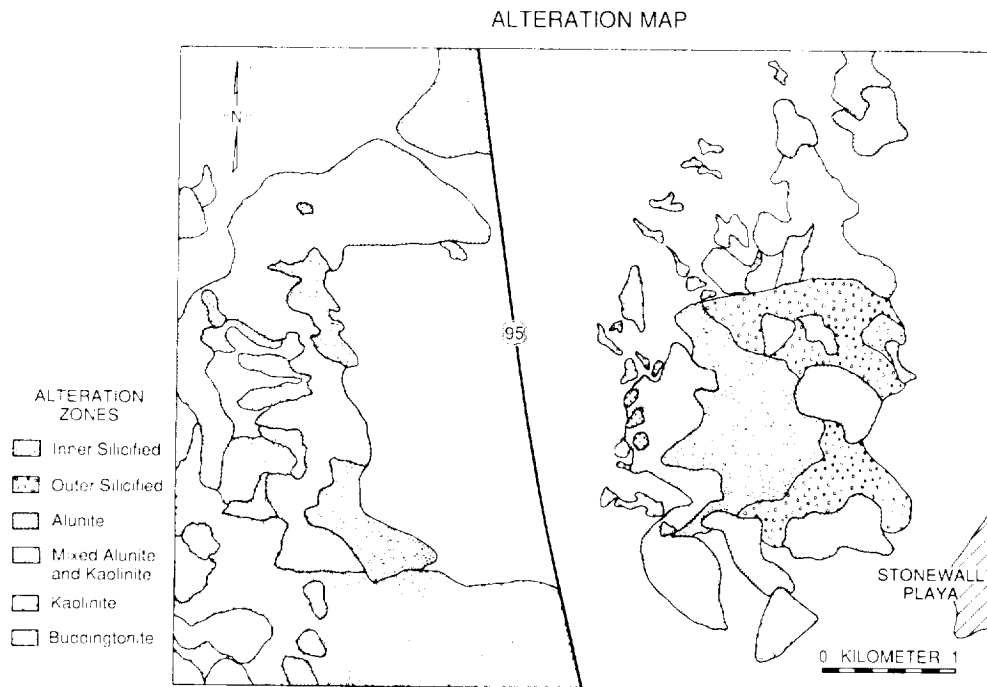 ALTERATION MAP
N
95
ALTERATION
ZONES
Inner Silicified
Outer Silicified
Alunite
Mixed Alunite
and Kaolinite
Kaolinite
Buddingtonite
STONEWALL
PLAYA
0 KILOMETER 1